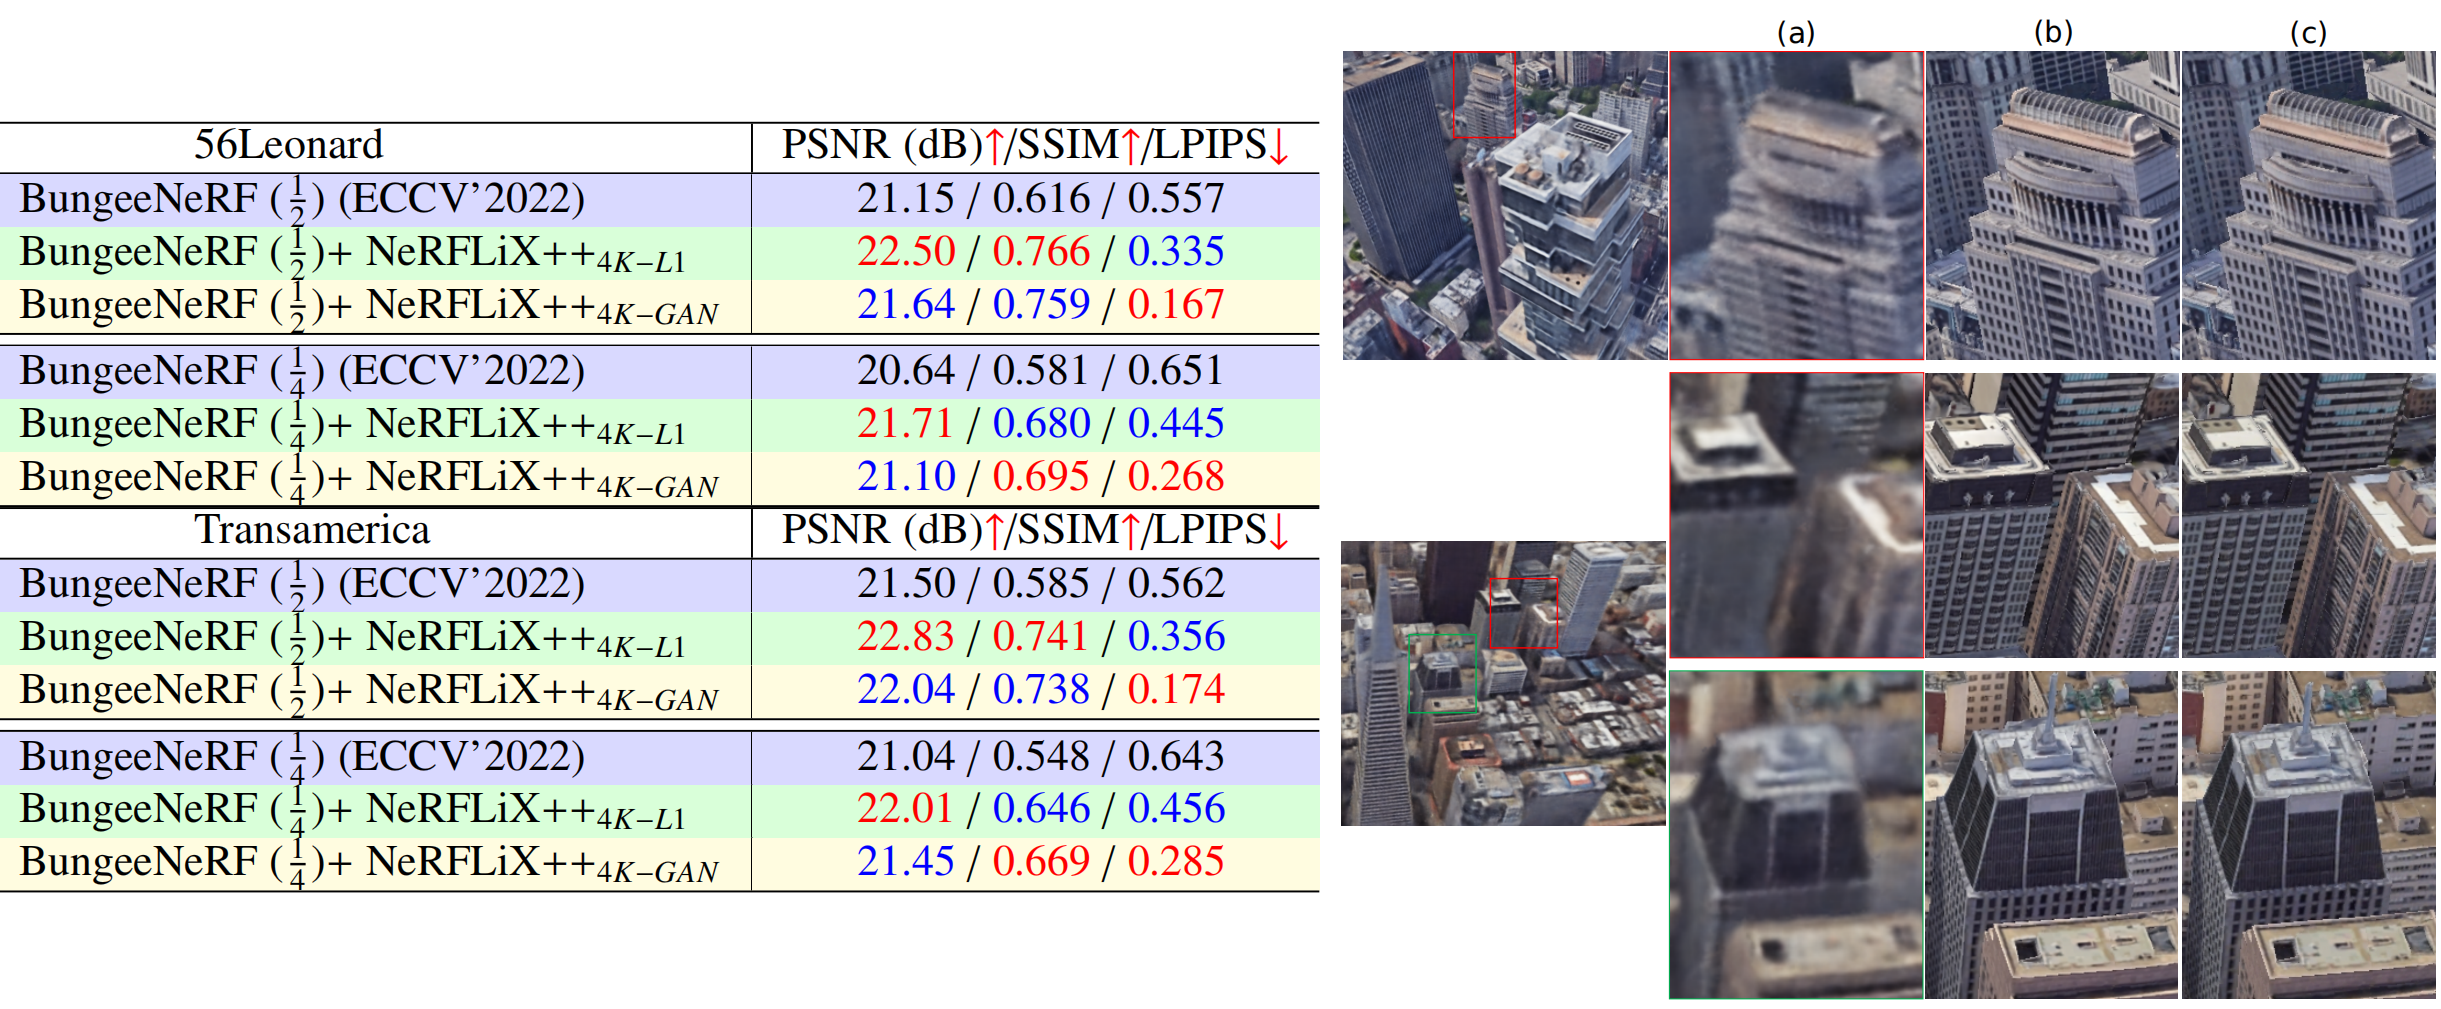 56Leonard PSNR (dB)↑/SSIM↑/LPIPS↓
BungeeNeRF (1/2) (ECCV'2022) 21.15 / 0.616 / 0.557
BungeeNeRF (1/2)+ NeRFLiX++4K−L1 22.50 / 0.766 / 0.335
BungeeNeRF (1/2)+ NeRFLiX++4K−GAN 21.64 / 0.759 / 0.167
BungeeNeRF (1/4) (ECCV'2022) 20.64 / 0.581 / 0.651
BungeeNeRF (1/4)+ NeRFLiX++4K−L1 21.71 / 0.680 / 0.445
BungeeNeRF (1/4)+ NeRFLiX++4K−GAN 21.10 / 0.695 / 0.268
Transamerica PSNR (dB)↑/SSIM↑/LPIPS↓
BungeeNeRF (1/2) (ECCV'2022) 21.50 / 0.585 / 0.562
BungeeNeRF (1/2)+ NeRFLiX++4K−L1 22.83 / 0.741 / 0.356
BungeeNeRF (1/2)+ NeRFLiX++4K−GAN 22.04 / 0.738 / 0.174
BungeeNeRF (1/4) (ECCV'2022) 21.04 / 0.548 / 0.643
BungeeNeRF (1/4)+ NeRFLiX++4K−L1 22.01 / 0.646 / 0.456
BungeeNeRF (1/4)+ NeRFLiX++4K−GAN 21.45 / 0.669 / 0.285
(a) (b) (c)